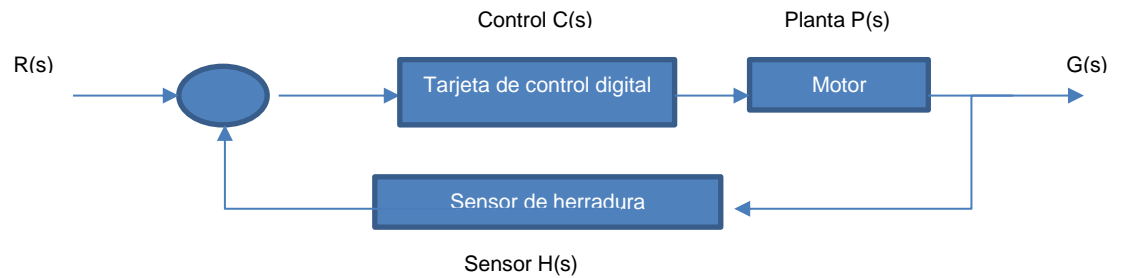 Control C(s) Planta P(s)
R(s) G(s)
Tarjeta de control digital Motor
Sensor de herradura
Sensor H(s)